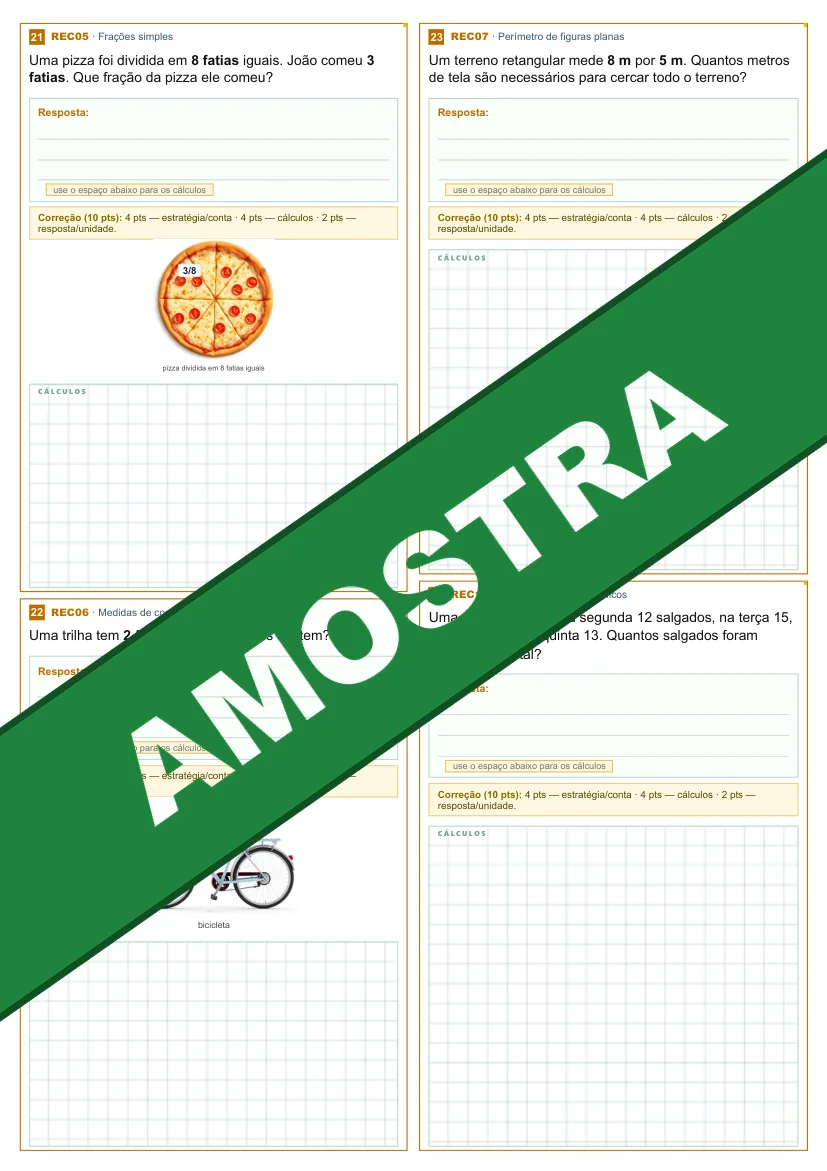 21 REC05 · Frações simples
Uma pizza foi dividida em 8 fatias iguais. João comeu 3
fatias. Que fração da pizza ele comeu?
Resposta:
use o espaço abaixo para os cálculos
Correção (10 pts): 4 pts — estratégia/conta · 4 pts — cálculos · 2 pts —
resposta/unidade.
3/8
pizza dividida em 8 fatias iguais
CÁLCULOS
22 REC06 · Medidas de
Uma trilha tem 2 tem?
para os cálculos
— estratégia/conta
bicicleta
23 REC07 · Perímetro de figuras planas
Um terreno retangular mede 8 m por 5 m. Quantos metros
de tela são necessários para cercar todo o terreno?
Resposta:
use o espaço abaixo para os cálculos
Correção (10 pts): 4 pts — estratégia/conta · 4 pts — cálculos · 2
resposta/unidade.
CÁLCULOS
Uma segunda 12 salgados, na terça 15,
quinta 13. Quantos salgados foram
use o espaço abaixo para os cálculos
Correção (10 pts): 4 pts — estratégia/conta · 4 pts — cálculos · 2 pts —
resposta/unidade.
CÁLCULOS
AMOSTRA